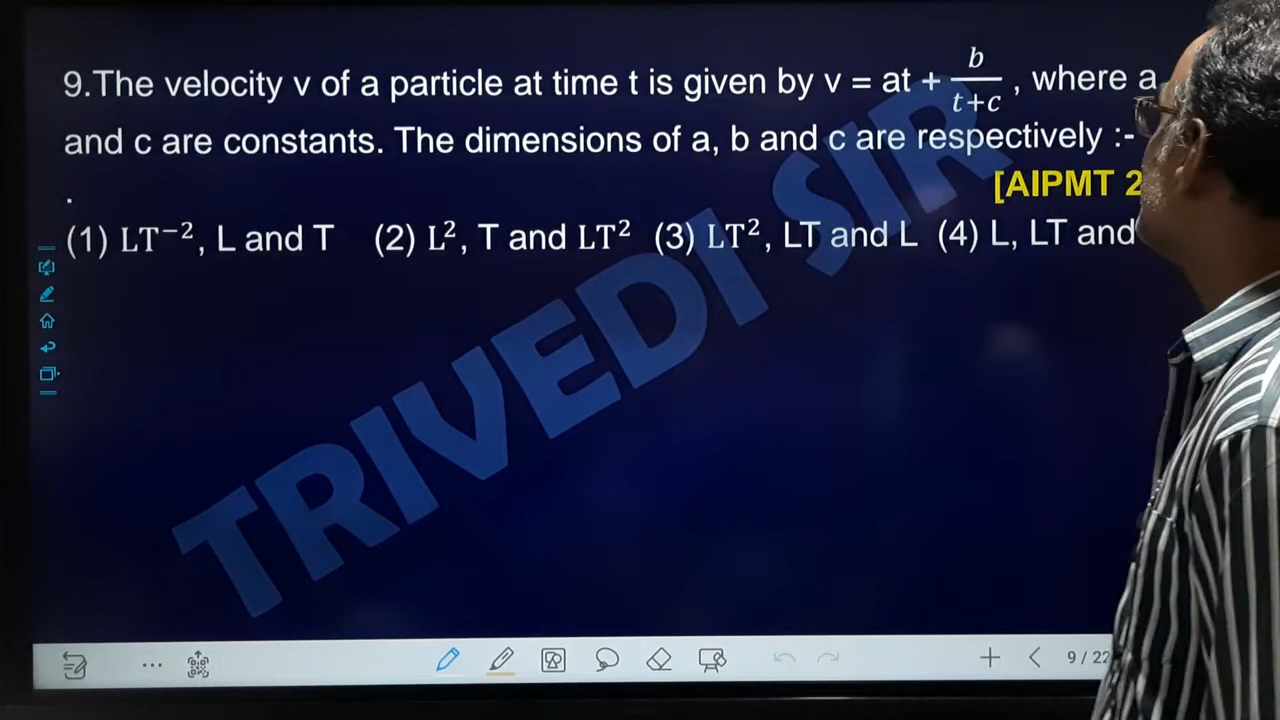 9.The velocity v of a particle at time t is given by v = at + b/(t+c) , where a
and c are constants. The dimensions of a, b and c are respectively :-
[AIPMT 2
.
(1) LT⁻², L and T (2) L², T and LT² (3) LT², LT and L (4) L, LT and
TRIVEDI SIR
9 / 22